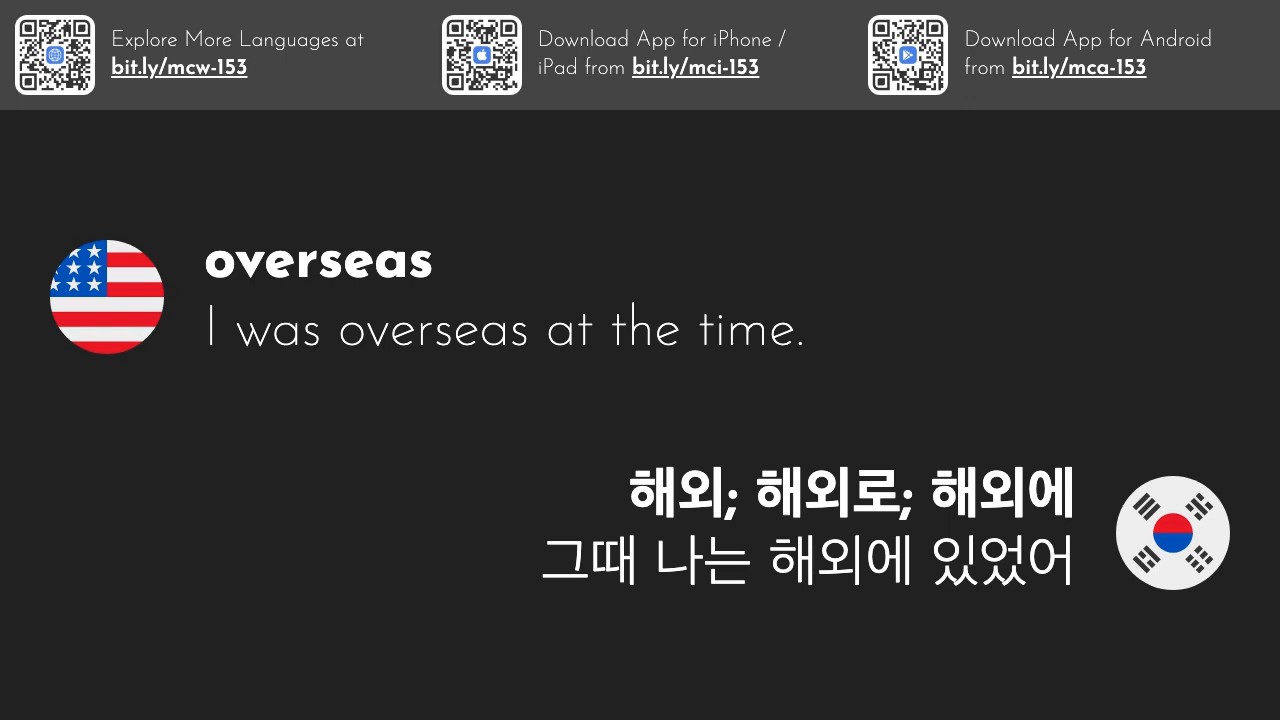 Explore More Languages at
bit.ly/mcw-153
Download App for iPhone /
iPad from bit.ly/mci-153
Download App for Android
from bit.ly/mca-153
overseas
I was overseas at the time.
해외; 해외로; 해외에
그때 나는 해외에 있었어